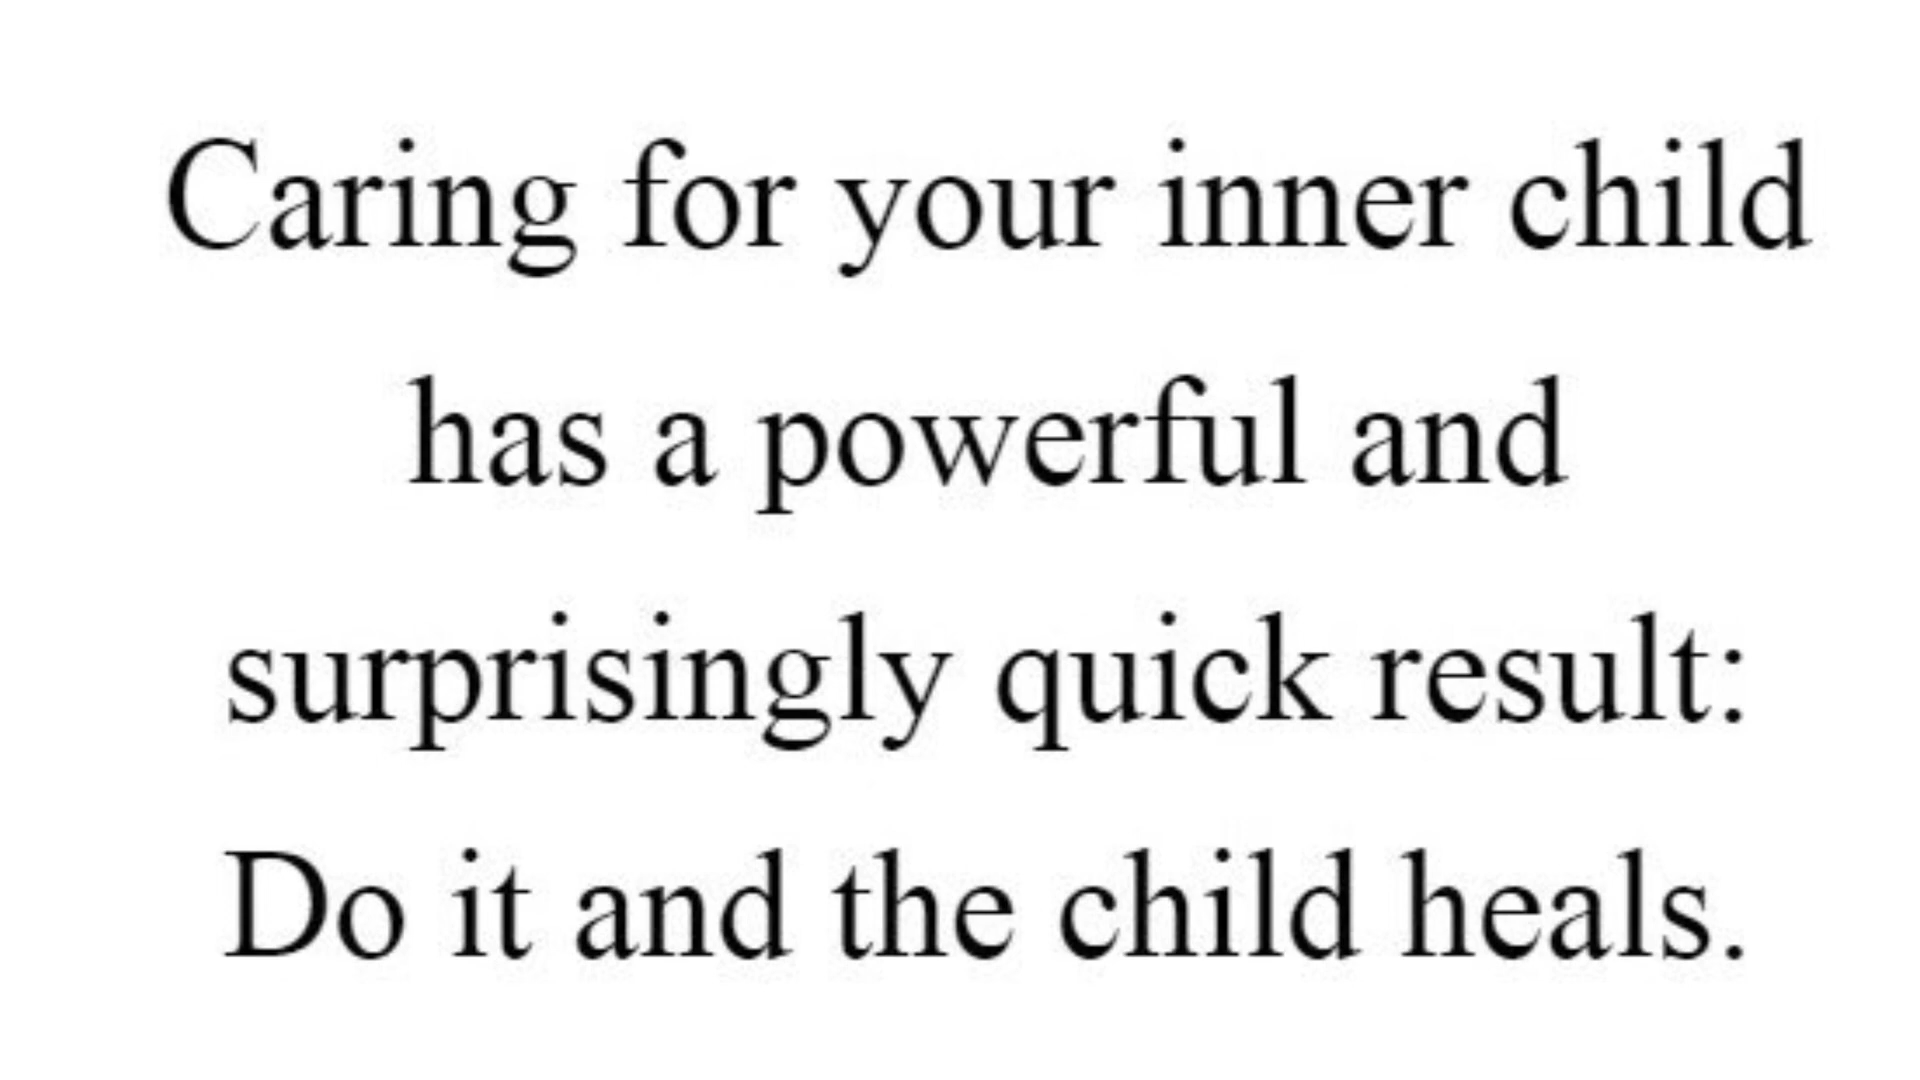 Caring for your inner child
has a powerful and
surprisingly quick result:
Do it and the child heals.